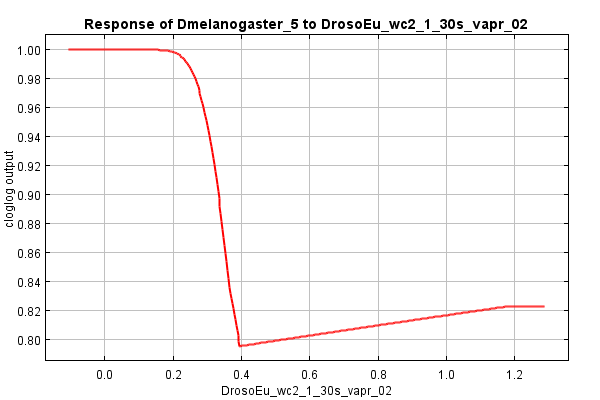 Response of Dmelanogaster_5 to DrosoEu_wc2_1_30s_vapr_02
cloglog output
1.00
0.98
0.96
0.94
0.92
0.90
0.88
0.86
0.84
0.82
0.80
0.0 0.2 0.4 0.6 0.8 1.0 1.2
DrosoEu_wc2_1_30s_vapr_02